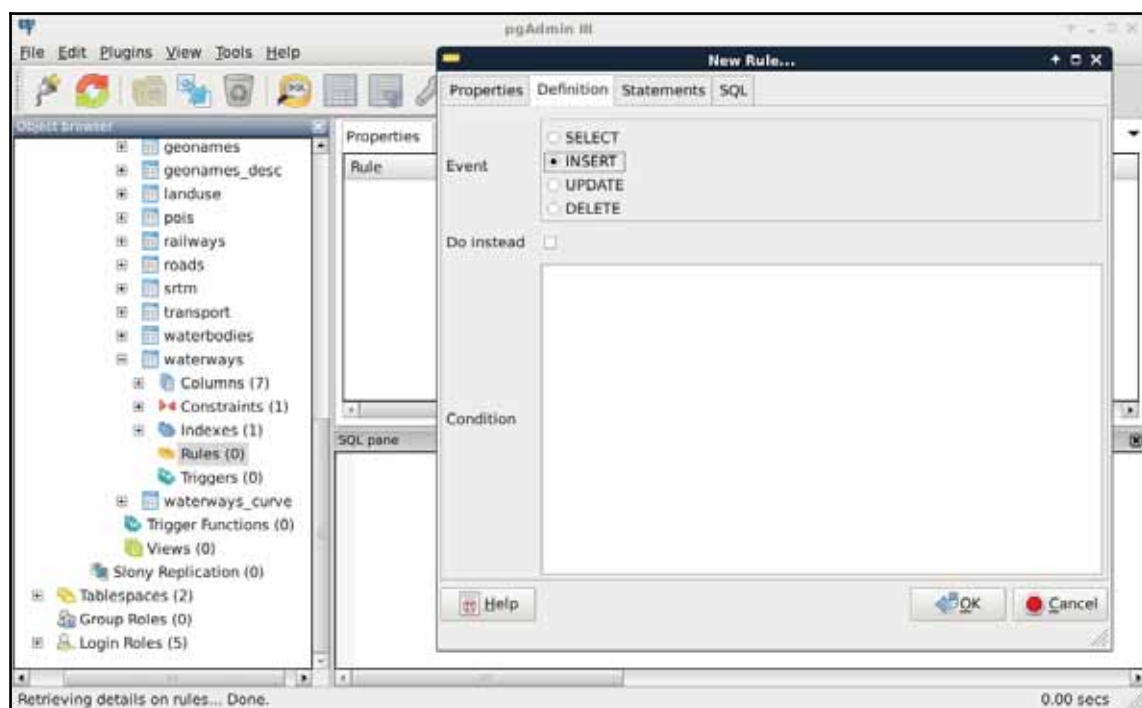 pgAdmin III
File Edit Plugins View Tools Help
Object browser
geonames
geonames_desc
landuse
pois
railways
roads
srtm
transport
waterbodies
waterways
Columns (7)
Constraints (1)
Indexes (1)
Rules (0)
Triggers (0)
waterways_curve
Trigger Functions (0)
Views (0)
Slony Replication (0)
Tablespaces (2)
Group Roles (0)
Login Roles (5)
Properties
Rule
SQL pane
New Rule...
Properties Definition Statements SQL
Event
SELECT
INSERT
UPDATE
DELETE
Do instead
Condition
Help
OK
Cancel
Retrieving details on rules... Done.
0.00 secs